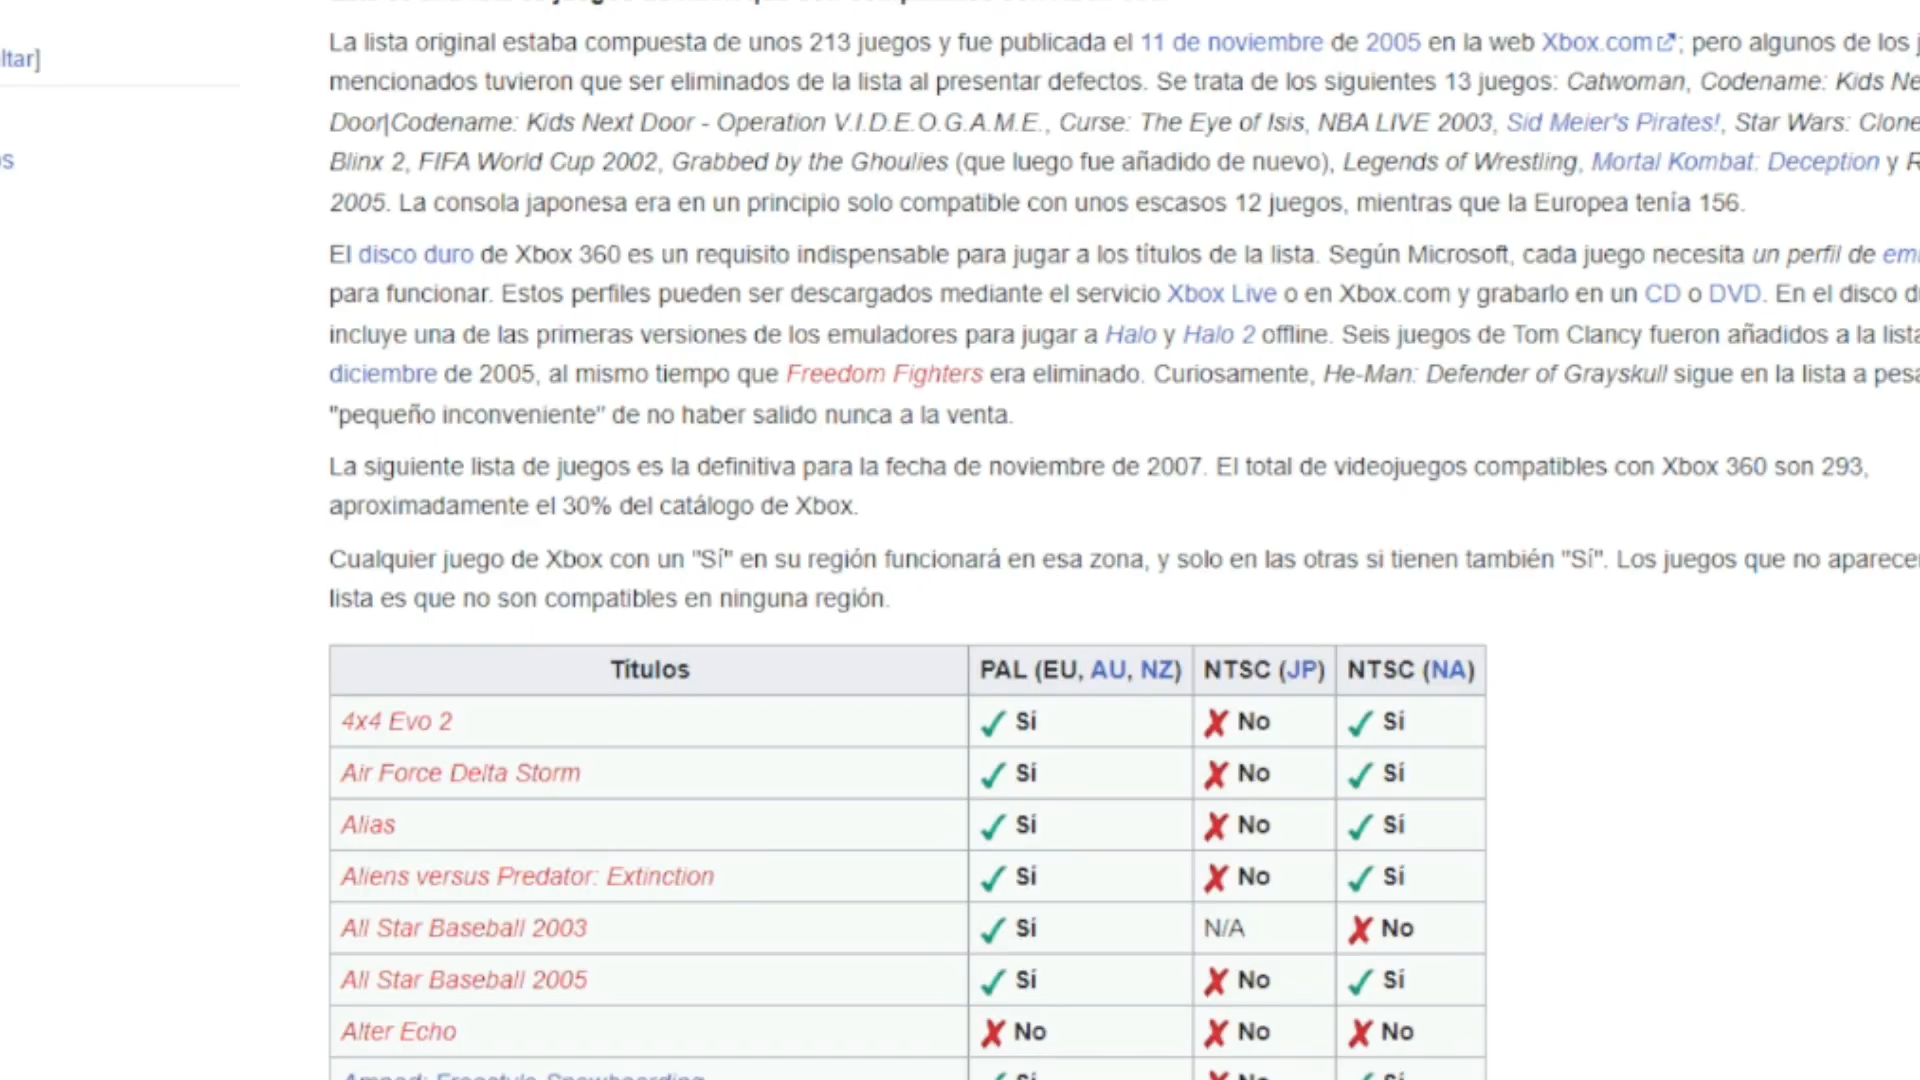 La lista original estaba compuesta de unos 213 juegos y fue publicada el 11 de noviembre de 2005 en la web Xbox.com; pero algunos de los
ltar]
mencionados tuvieron que ser eliminados de la lista al presentar defectos. Se trata de los siguientes 13 juegos: Catwoman, Codename: Kids Ne
Door|Codename: Kids Next Door - Operation V.I.D.E.O.G.A.M.E., Curse: The Eye of Isis, NBA LIVE 2003, Sid Meier's Pirates!, Star Wars: Clone
os
Blinx 2, FIFA World Cup 2002, Grabbed by the Ghoulies (que luego fue añadido de nuevo), Legends of Wrestling, Mortal Kombat: Deception y R
2005. La consola japonesa era en un principio solo compatible con unos escasos 12 juegos, mientras que la Europea tenía 156.
El disco duro de Xbox 360 es un requisito indispensable para jugar a los títulos de la lista. Según Microsoft, cada juego necesita un perfil de em
para funcionar. Estos perfiles pueden ser descargados mediante el servicio Xbox Live o en Xbox.com y grabarlo en un CD o DVD. En el disco d
incluye una de las primeras versiones de los emuladores para jugar a Halo y Halo 2 offline. Seis juegos de Tom Clancy fueron añadidos a la lista
diciembre de 2005, al mismo tiempo que Freedom Fighters era eliminado. Curiosamente, He-Man: Defender of Grayskull sigue en la lista a pesa
"pequeño inconveniente" de no haber salido nunca a la venta.
La siguiente lista de juegos es la definitiva para la fecha de noviembre de 2007. El total de videojuegos compatibles con Xbox 360 son 293,
aproximadamente el 30% del catálogo de Xbox.
Cualquier juego de Xbox con un "Sí" en su región funcionará en esa zona, y solo en las otras si tienen también "Sí". Los juegos que no aparecen
lista es que no son compatibles en ninguna región.
Títulos PAL (EU, AU, NZ) NTSC (JP) NTSC (NA)
4x4 Evo 2 Sí No Sí
Air Force Delta Storm Sí No Sí
Alias Sí No Sí
Aliens versus Predator: Extinction Sí No Sí
All Star Baseball 2003 Sí N/A No
All Star Baseball 2005 Sí No Sí
Alter Echo No No No
Amped: Freestyle Snowboarding Sí No Sí